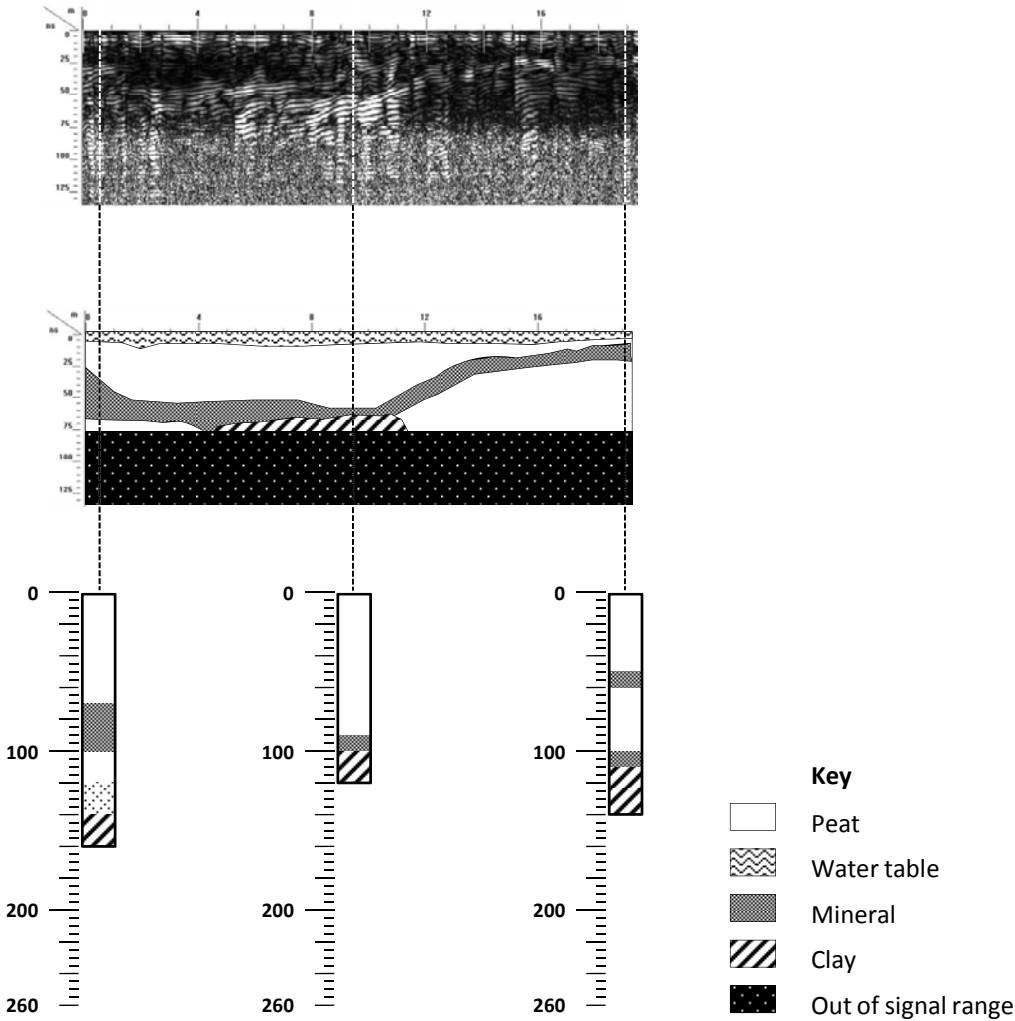 m 0 4 8 12 16
ns 0
25
50
75
100
125
m 0 4 8 12 16
ns 0
25
50
75
100
125
0 0 0
100 100 100
200 200 200
260 260 260
Key
Peat
Water table
Mineral
Clay
Out of signal range